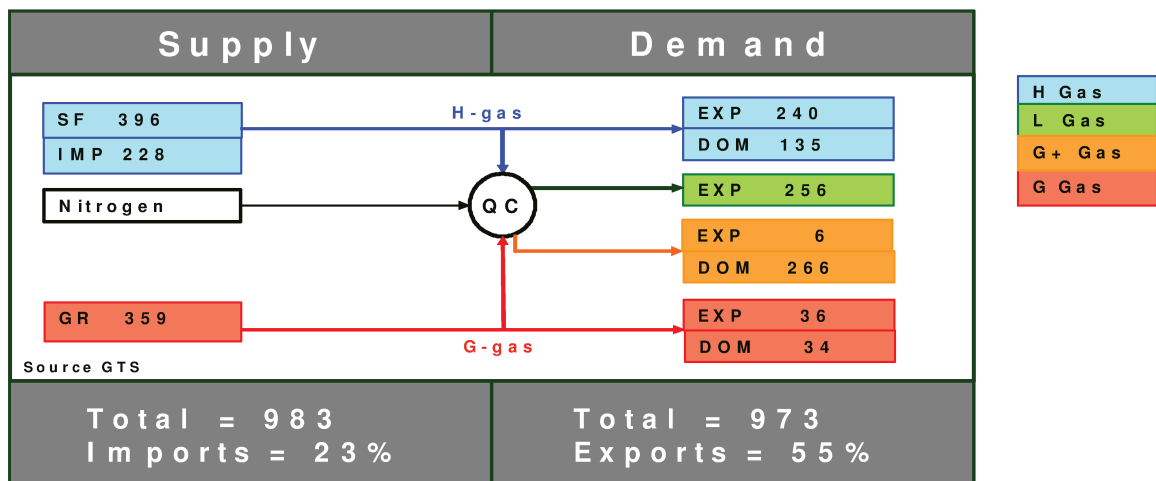 Supply
Demand
SF 396
IMP 228
Nitrogen
GR 359
Source GTS
H-gas
QC
G-gas
EXP 240
DOM 135
EXP 256
EXP 6
DOM 266
EXP 36
DOM 34
Total = 983
Imports = 23%
Total = 973
Exports = 55%
H Gas
L Gas
G+ Gas
G Gas